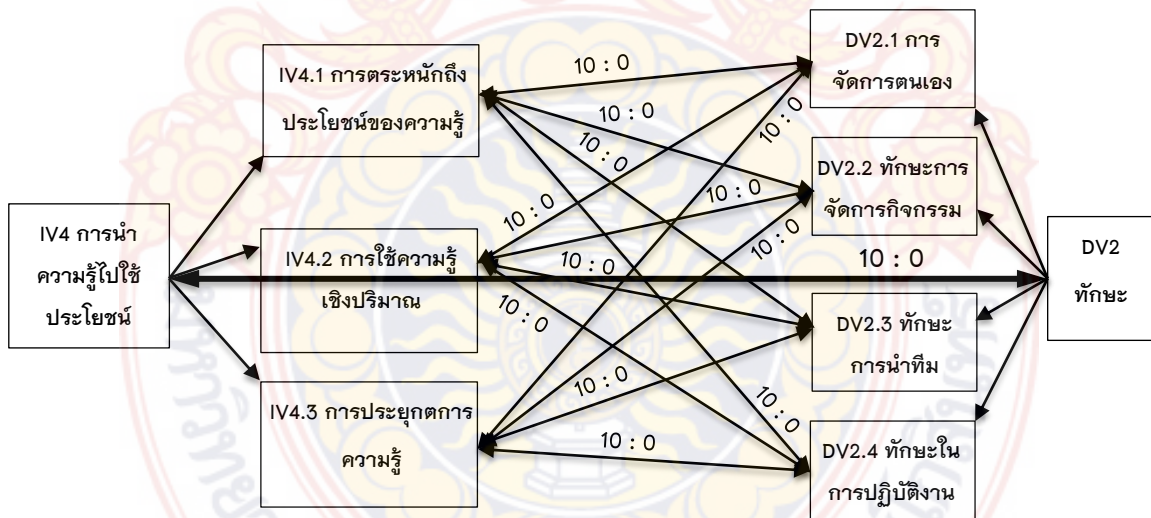 IV4 การนำ
ความรู้ไปใช้
ประโยชน์
IV4.1 การตระหนักถึง
ประโยชน์ของความรู้
IV4.2 การใช้ความรู้
เชิงปริมาณ
IV4.3 การประยุกตการ
ความรู้
10 : 0
10 : 0
10 : 0
10 : 0
10 : 0
10 : 0
10 : 0
10 : 0
10 : 0
10 : 0
10 : 0
10 : 0
10 : 0
DV2.1 การ
จัดการตนเอง
DV2.2 ทักษะการ
จัดการกิจกรรม
DV2.3 ทักษะ
การนำทีม
DV2.4 ทักษะใน
การปฏิบัติงาน
DV2
ทักษะ